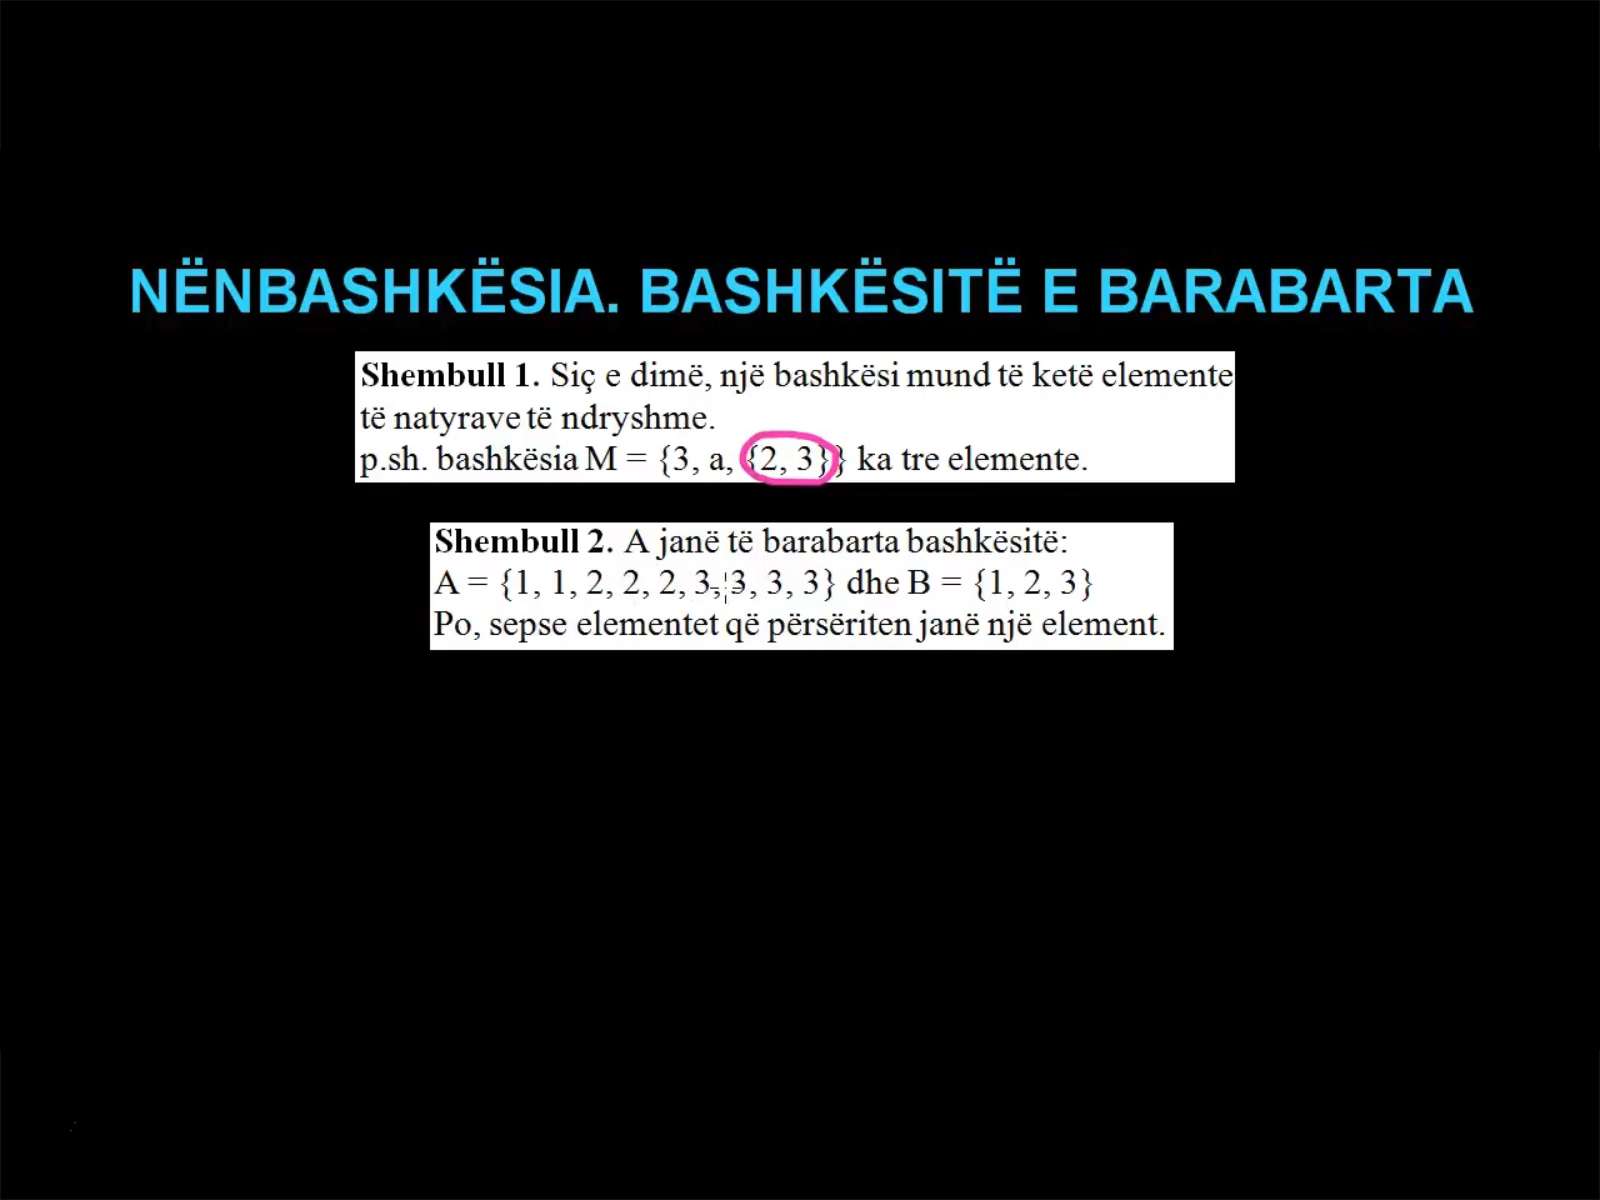 NËNBASHKËSIA. BASHKËSITË E BARABARTA
Shembull 1. Siç e dimë, një bashkësi mund të ketë elemente
të natyrave të ndryshme.
p.sh. bashkësia M = {3, a, {2, 3}} ka tre elemente.
Shembull 2. A janë të barabarta bashkësitë:
A = {1, 1, 2, 2, 2, 3, 3, 3, 3} dhe B = {1, 2, 3}
Po, sepse elementet që përsëriten janë një element.